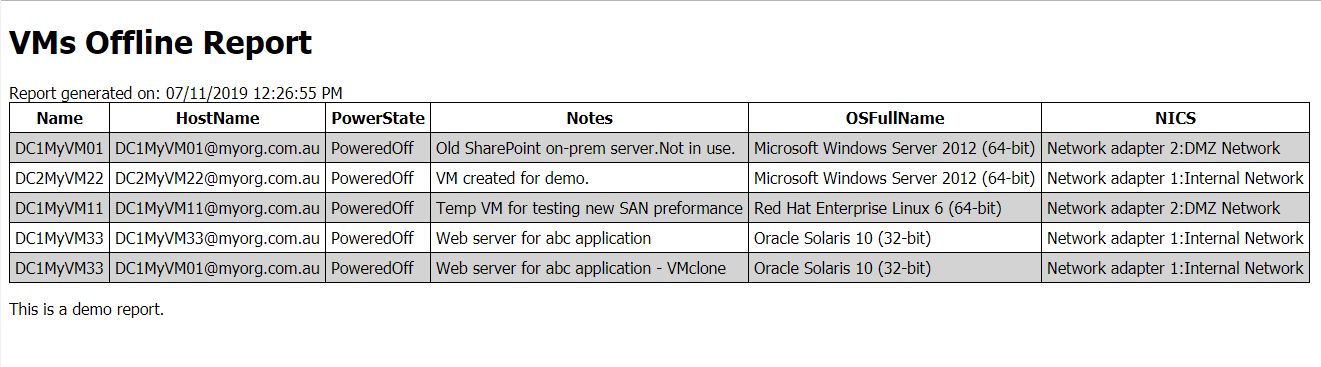 VMs Offline Report
Report generated on: 07/11/2019 12:26:55 PM
Name HostName PowerState Notes OSFullName NICS
DC1MyVM01 DC1MyVM01@myorg.com.au PoweredOff Old SharePoint on-prem server.Not in use. Microsoft Windows Server 2012 (64-bit) Network adapter 2:DMZ Network
DC2MyVM22 DC2MyVM22@myorg.com.au PoweredOff VM created for demo. Microsoft Windows Server 2012 (64-bit) Network adapter 1:Internal Network
DC1MyVM11 DC1MyVM11@myorg.com.au PoweredOff Temp VM for testing new SAN preformance Red Hat Enterprise Linux 6 (64-bit) Network adapter 2:DMZ Network
DC1MyVM33 DC1MyVM33@myorg.com.au PoweredOff Web server for abc application Oracle Solaris 10 (32-bit) Network adapter 1:Internal Network
DC1MyVM33 DC1MyVM01@myorg.com.au PoweredOff Web server for abc application - VMclone Oracle Solaris 10 (32-bit) Network adapter 1:Internal Network
This is a demo report.